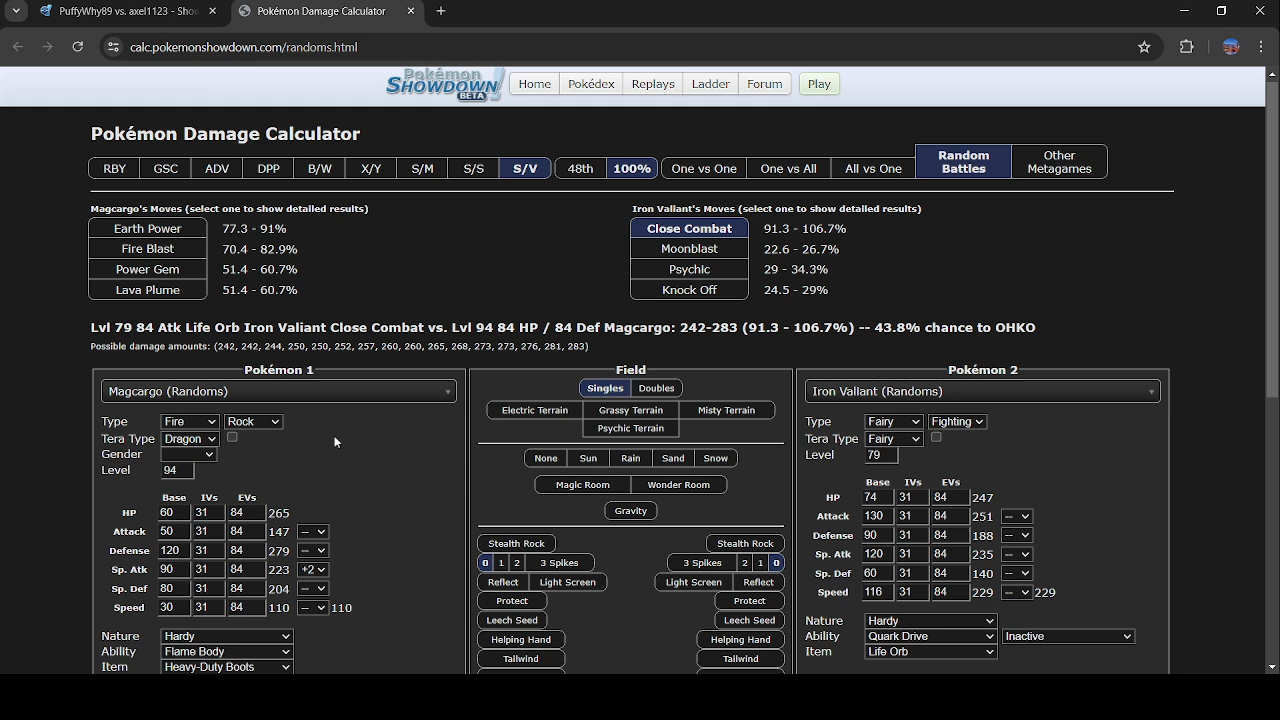 PuffyWhy89 vs. axel1123 - Sho
Pokémon Damage Calculator
calc.pokemonshowdown.com/randoms.html
Pokémon
SHOWDOWN!
BETA
Home Pokédex Replays Ladder Forum Play
Pokémon Damage Calculator
RBY GSC ADV DPP B/W X/Y S/M S/S S/V 48th 100% One vs One One vs All All vs One Random Battles Other Metagames
Magcargo's Moves (select one to show detailed results)
Earth Power 77.3 - 91%
Fire Blast 70.4 - 82.9%
Power Gem 51.4 - 60.7%
Lava Plume 51.4 - 60.7%
Iron Valiant's Moves (select one to show detailed results)
Close Combat 91.3 - 106.7%
Moonblast 22.6 - 26.7%
Psychic 29 - 34.3%
Knock Off 24.5 - 29%
Lvl 79 84 Atk Life Orb Iron Valiant Close Combat vs. Lvl 94 84 HP / 84 Def Magcargo: 242-283 (91.3 - 106.7%) -- 43.8% chance to OHKO
Possible damage amounts: (242, 242, 244, 250, 250, 252, 257, 260, 260, 265, 268, 273, 273, 276, 281, 283)
Pokémon 1
Magcargo (Randoms)
Type Fire Rock
Tera Type Dragon
Gender
Level 94
Base IVs EVs
HP 60 31 84 265
Attack 50 31 84 147 --
Defense 120 31 84 279 --
Sp. Atk 90 31 84 223 +2
Sp. Def 80 31 84 204 --
Speed 30 31 84 110 -- 110
Nature Hardy
Ability Flame Body
Item Heavy-Duty Boots
Field
Singles Doubles
Electric Terrain Grassy Terrain Misty Terrain
Psychic Terrain
None Sun Rain Sand Snow
Magic Room Wonder Room
Gravity
Stealth Rock Stealth Rock
0 1 2 3 Spikes 3 Spikes 2 1 0
Reflect Light Screen Light Screen Reflect
Protect Protect
Leech Seed Leech Seed
Helping Hand Helping Hand
Tailwind Tailwind
Pokémon 2
Iron Valiant (Randoms)
Type Fairy Fighting
Tera Type Fairy
Level 79
Base IVs EVs
HP 74 31 84 247
Attack 130 31 84 251 --
Defense 90 31 84 188 --
Sp. Atk 120 31 84 235 --
Sp. Def 60 31 84 140 --
Speed 116 31 84 229 -- 229
Nature Hardy
Ability Quark Drive Inactive
Item Life Orb